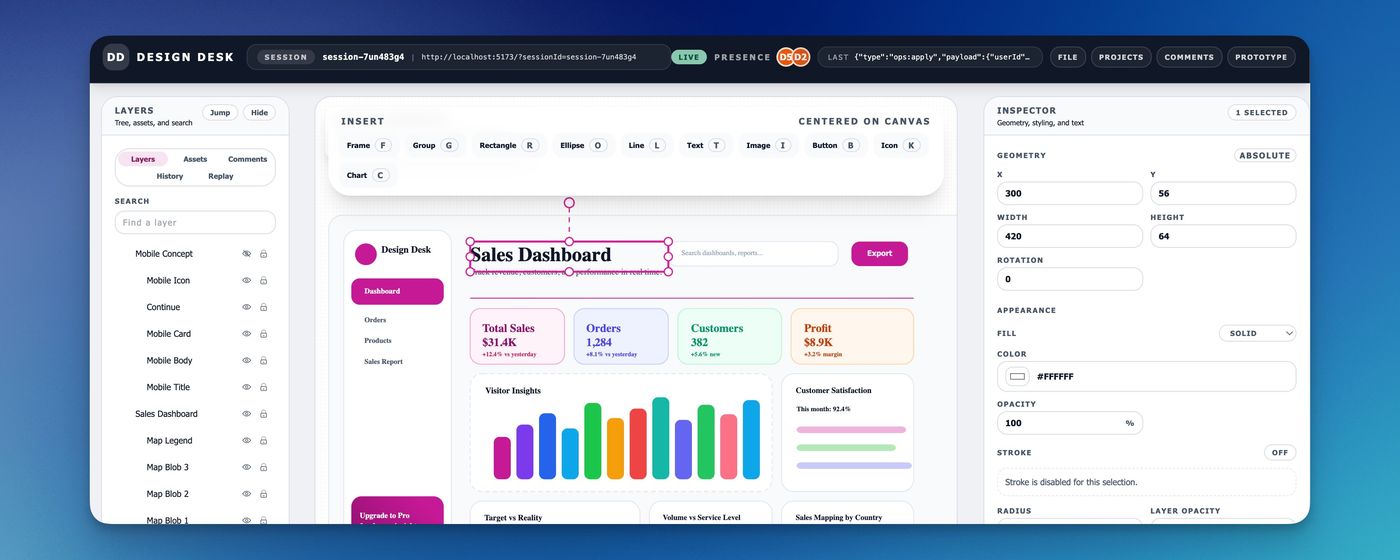 DD DESIGN DESK
SESSION session-7un483g4 | http://localhost:5173/?sessionId=session-7un483g4
LIVE PRESENCE D5 D2
LAST {"type":"ops:apply","payload":{"userId"…
FILE PROJECTS COMMENTS PROTOTYPE
LAYERS
Tree, assets, and search
Jump Hide
Layers Assets Comments
History Replay
SEARCH
Find a layer
Mobile Concept
Mobile Icon
Continue
Mobile Card
Mobile Body
Mobile Title
Sales Dashboard
Map Legend
Map Blob 3
Map Blob 2
Map Blob 1
INSERT CENTERED ON CANVAS
Frame F Group G Rectangle R Ellipse O Line L Text T Image I Button B Icon K
Chart C
Design Desk
Dashboard
Orders
Products
Sales Report
Upgrade to Pro
Sales Dashboard
Track revenue, customers, and performance in real time.
Search dashboards, reports...
Export
Total Sales
$31.4K
+12.4% vs yesterday
Orders
1,284
+8.1% vs yesterday
Customers
382
+5.6% new
Profit
$8.9K
+3.2% margin
Visitor Insights
Customer Satisfaction
This month: 92.4%
Target vs Reality
Volume vs Service Level
Sales Mapping by Country
INSPECTOR
Geometry, styling, and text
1 SELECTED
GEOMETRY ABSOLUTE
X Y
300 56
WIDTH HEIGHT
420 64
ROTATION
0
APPEARANCE
FILL SOLID
COLOR
#FFFFFF
OPACITY
100 %
STROKE OFF
Stroke is disabled for this selection.
RADIUS LAYER OPACITY